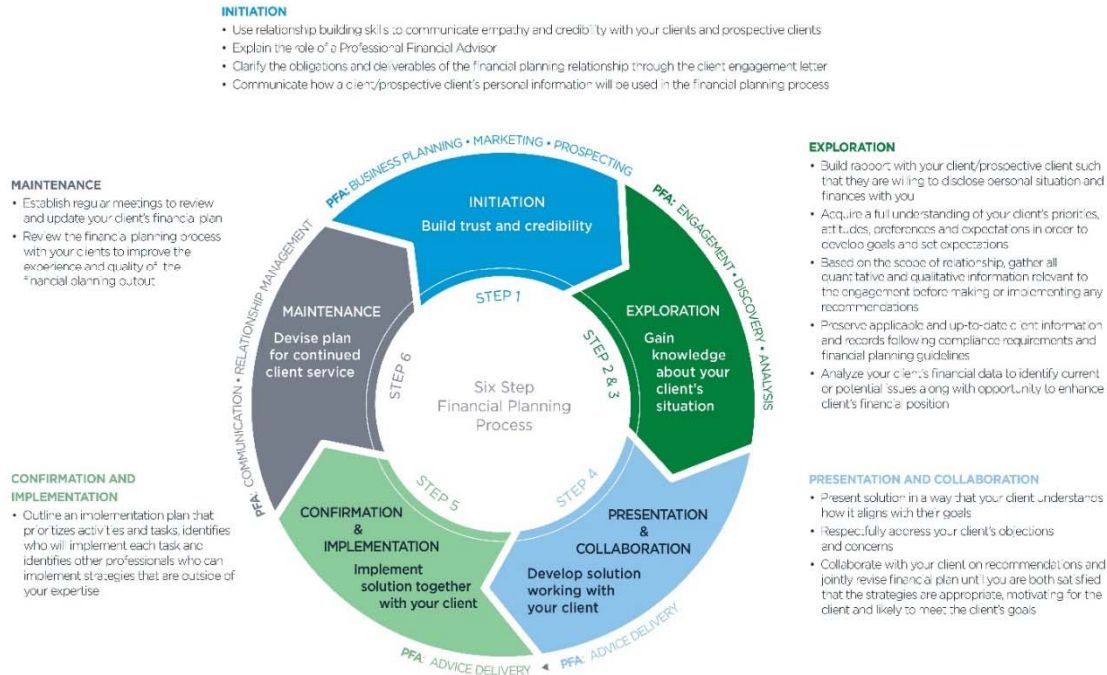 INITIATION
• Use relationship building skills to communicate empathy and credibility with your clients and prospective clients
• Explain the role of a Professional Financial Advisor
• Clarify the obligations and deliverables of the financial planning relationship through the client engagement letter
• Communicate how a client/prospective client's personal information will be used in the financial planning process
MAINTENANCE
• Establish regular meetings to review
and update your client's financial plan
• Review the financial planning process
with your clients to improve the
experience and quality of the
financial planning output
PFA: BUSINESS PLANNING • MARKETING • PROSPECTING
INITIATION
Build trust and credibility
STEP 1
PFA: ENGAGEMENT • DISCOVERY • ANALYSIS
EXPLORATION
Gain
knowledge
about your
client's
situation
STEP 2 & 3
EXPLORATION
• Build rapport with your client/prospective client such
that they are willing to disclose personal situation and
finances with you
• Acquire a full understanding of your client's priorities,
attitudes, preferences and expectations in order to
develop goals and set expectations
• Based on the scope of relationship, gather all
quantitative and qualitative information relevant to
the engagement before making or implementing any
recommendations
• Preserve applicable and up-to-date client information
and records following compliance requirements and
financial planning guidelines
• Analyze your client's financial data to identify current
or potential issues along with opportunity to enhance
client's financial position
PFA: COMMUNICATION • RELATIONSHIP MANAGEMENT
MAINTENANCE
Devise plan
for continued
client service
STEP 6
Six Step
Financial Planning
Process
CONFIRMATION AND
IMPLEMENTATION
• Outline an implementation plan that
prioritizes activities and tasks, identifies
who will implement each task and
identifies other professionals who can
implement strategies that are outside of
your expertise
STEP 5
CONFIRMATION
&
IMPLEMENTATION
Implement
solution together
with your client
PFA: ADVICE DELIVERY
STEP 4
PRESENTATION
&
COLLABORATION
Develop solution
working with
your client
PFA: ADVICE DELIVERY
PRESENTATION AND COLLABORATION
• Present solution in a way that your client understands
how it aligns with their goals
• Respectfully address your client's objections
and concerns
• Collaborate with your client on recommendations and
jointly revise financial plan until you are both satisfied
that the strategies are appropriate, motivating for the
client and likely to meet the client's goals